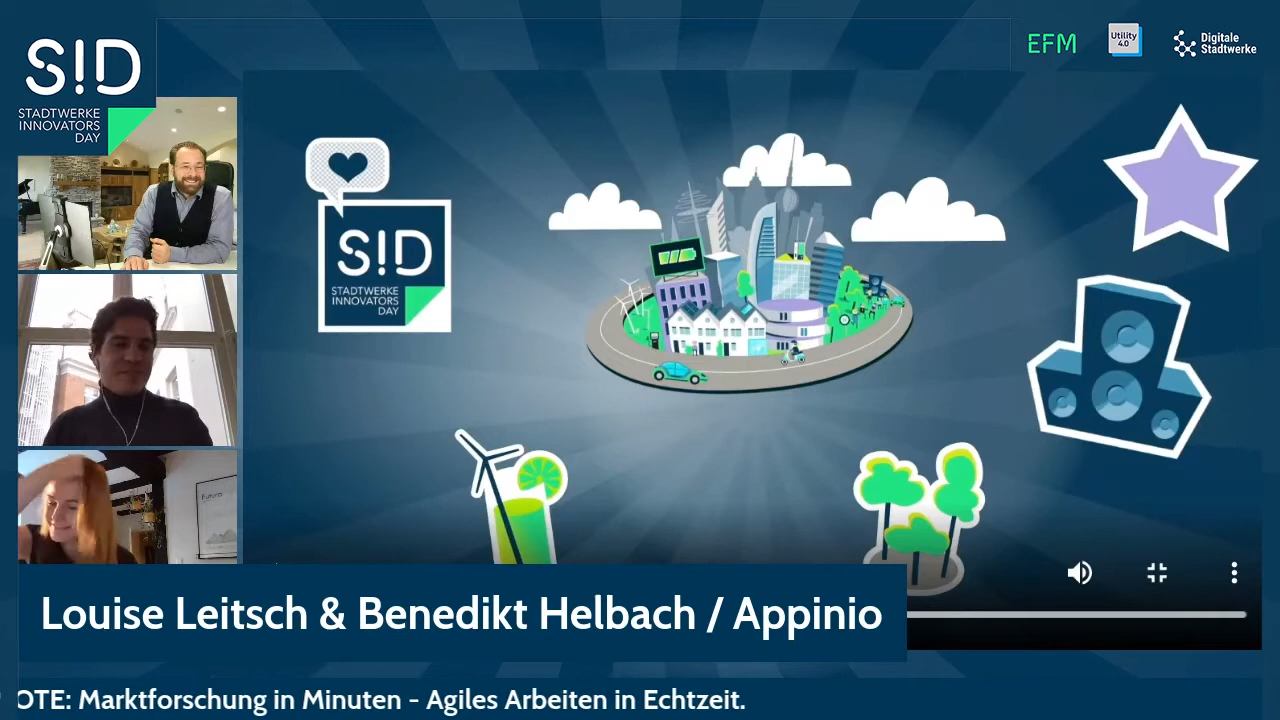 S!D
STADTWERKE
INNOVATORS
DAY
EFM
Utility
4.0
Digitale
Stadtwerke
S!D
STADTWERKE
INNOVATORS
DAY
Futura
Louise Leitsch & Benedikt Helbach / Appinio
OTE: Marktforschung in Minuten - Agiles Arbeiten in Echtzeit.